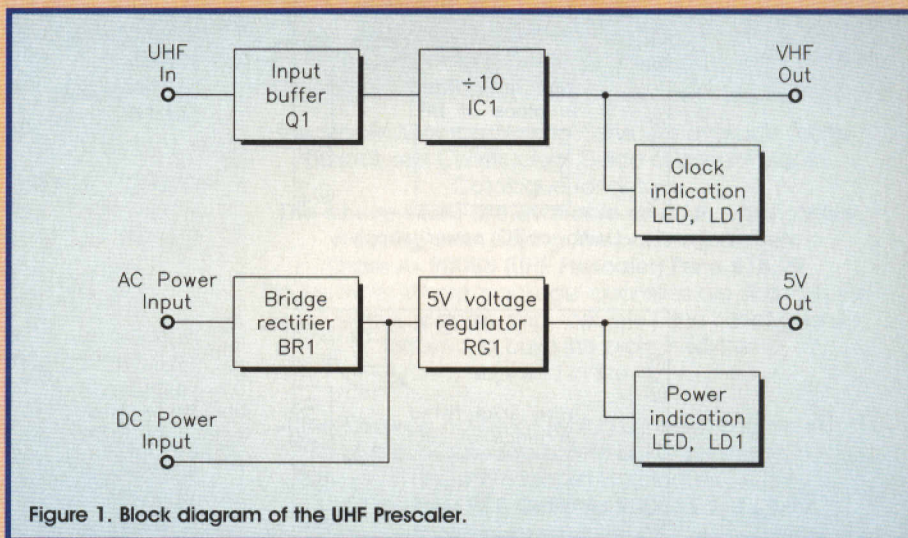 UHF
In
Input
buffer
Q1
÷10
IC1
VHF
Out
Clock
indication
LED, LD1
AC Power
Input
Bridge
rectifier
BR1
5V voltage
regulator
RG1
5V
Out
Power
indication
LED, LD1
DC Power
Input
Figure 1. Block diagram of the UHF Prescaler.